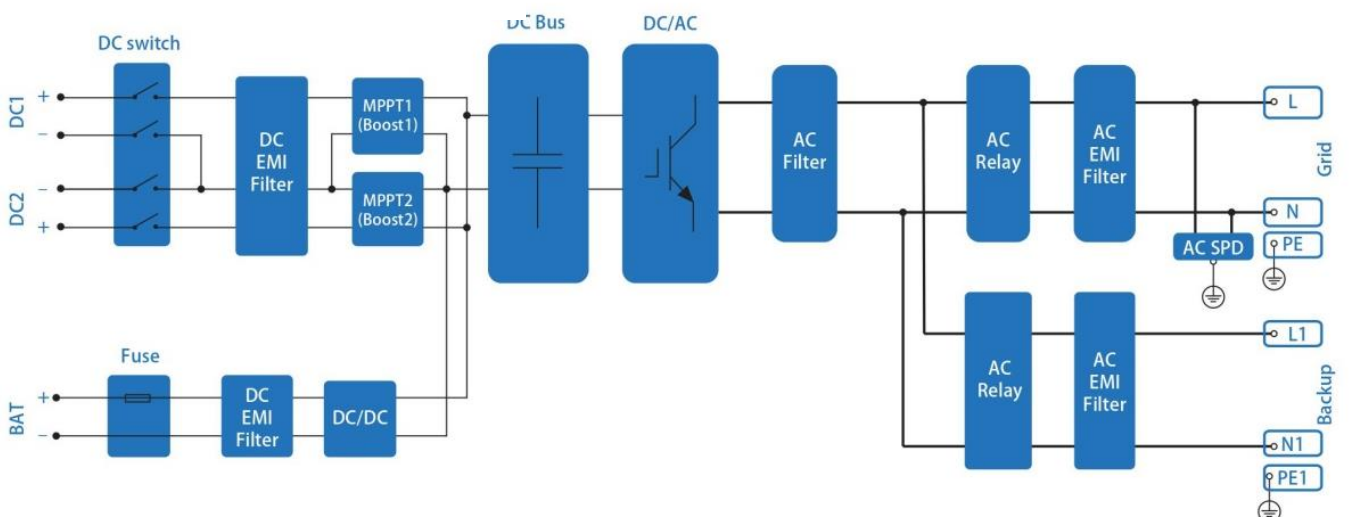 DC Bus
DC/AC
DC switch
DC1
+
−
DC2
−
+
DC
EMI
Filter
MPPT1
(Boost1)
MPPT2
(Boost2)
AC
Filter
AC
Relay
AC
EMI
Filter
L
Grid
N
AC SPD
PE
Fuse
BAT
+
−
DC
EMI
Filter
DC/DC
AC
Relay
AC
EMI
Filter
L1
Backup
N1
PE1